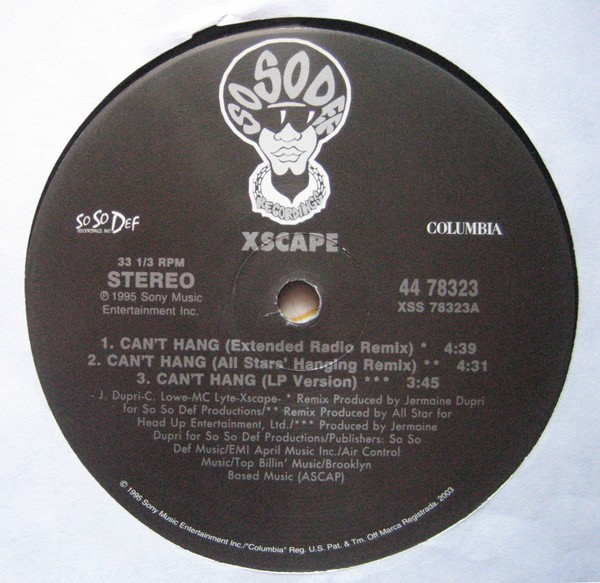 SO SO DEF
RECORDINGS
XSCAPE
So So DEF
RECORDINGS, INC.
COLUMBIA
33 1/3 RPM
STEREO
℗ 1995 Sony Music
Entertainment Inc.
44 78323
XSS 78323A
1. CAN'T HANG (Extended Radio Remix) * 4:39
2. CAN'T HANG (All Stars' Hanging Remix) ** 4:31
3. CAN'T HANG (LP Version) *** 3:45
- J. Dupri-C. Lowe-MC Lyte-Xscape- * Remix Produced by Jermaine Dupri
for So So Def Productions/** Remix Produced by All Star for
Head Up Entertainment, Ltd./*** Produced by Jermaine
Dupri for So So Def Productions/Publishers: So So
Def Music/EMI April Music Inc./Air Control
Music/Top Billin' Music/Brooklyn
Based Music (ASCAP)
© 1995 Sony Music Entertainment Inc./"Columbia" Reg. U.S. Pat. & Tm. Off Marca Registrada. 2003